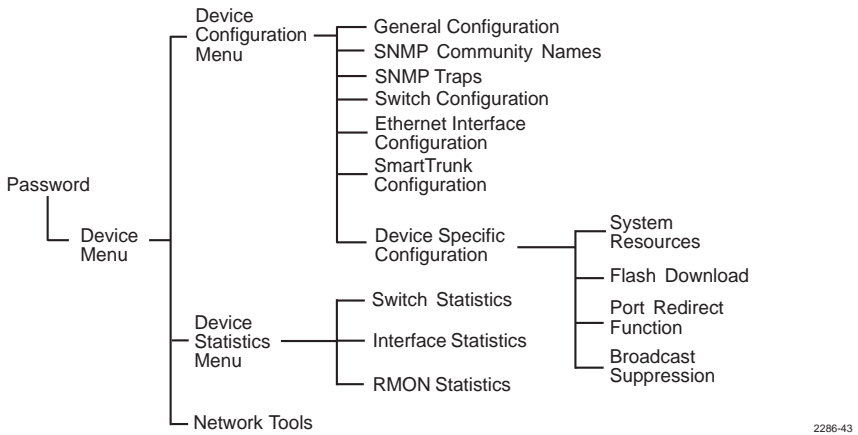 Password
Device
Menu
Device
Configuration
Menu
General Configuration
SNMP Community Names
SNMP Traps
Switch Configuration
Ethernet Interface
Configuration
SmartTrunk
Configuration
Device Specific
Configuration
System
Resources
Flash Download
Port Redirect
Function
Broadcast
Suppression
Device
Statistics
Menu
Switch Statistics
Interface Statistics
RMON Statistics
Network Tools
2286-43